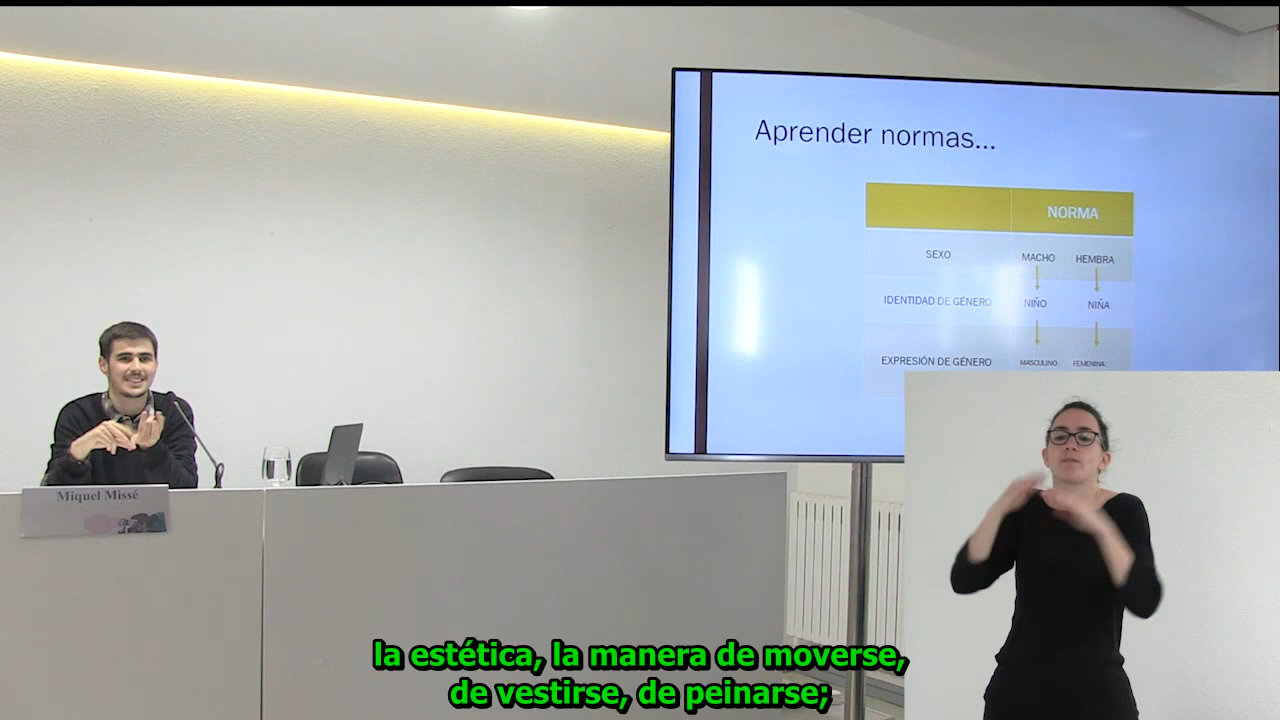 Aprender normas...
NORMA
SEXO MACHO HEMBRA
IDENTIDAD DE GÉNERO NIÑO NIÑA
EXPRESIÓN DE GÉNERO MASCULINO FEMENINA
Miquel Missé
la estética, la manera de moverse,
de vestirse, de peinarse;